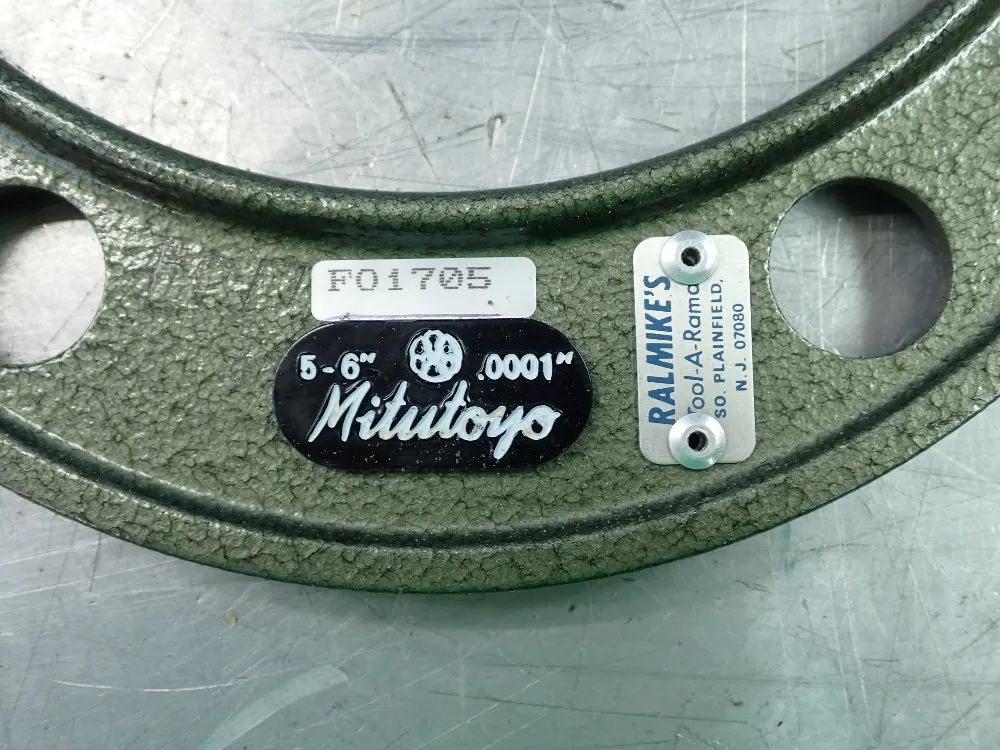 F01705
5-6" .0001"
Mitutoyo
RALMIKE'S
Tool-A-Rama
SO. PLAINFIELD,
N.J. 07080